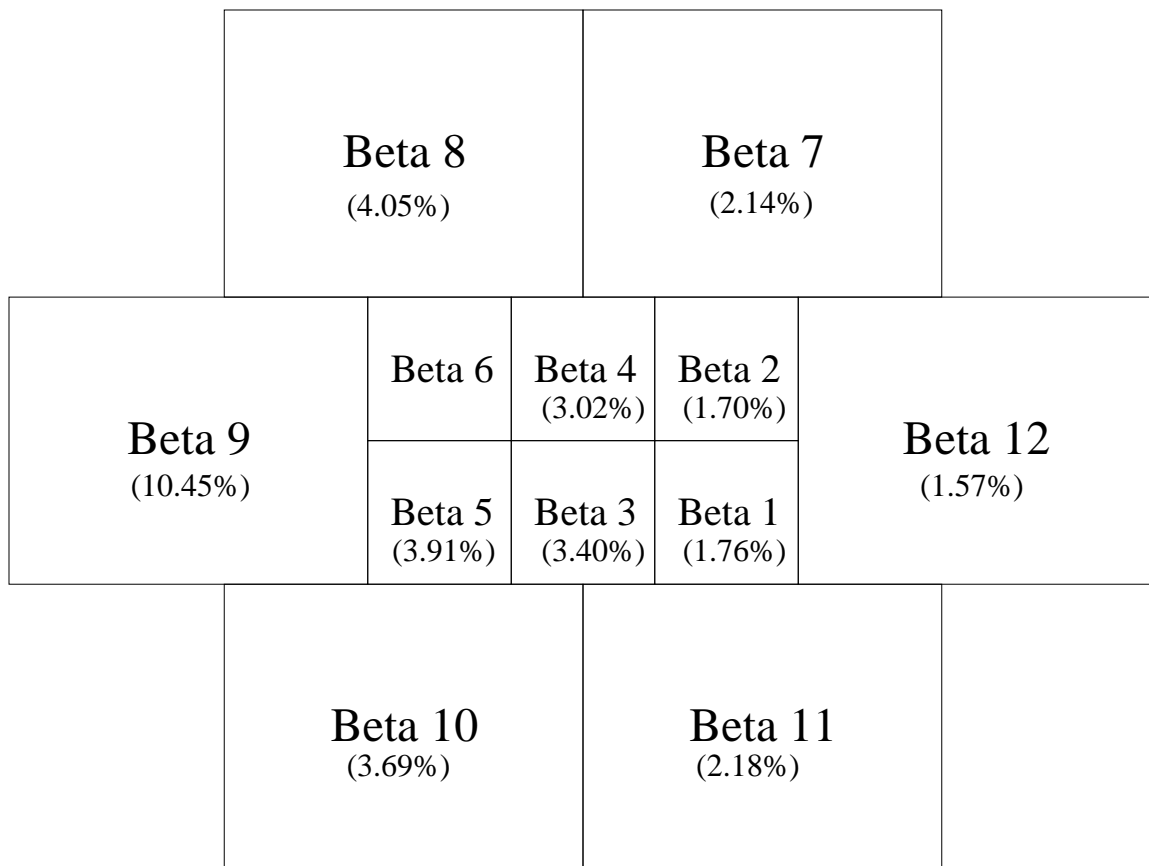 Beta 8
(4.05%)
Beta 7
(2.14%)
Beta 9
(10.45%)
Beta 6
Beta 4
(3.02%)
Beta 2
(1.70%)
Beta 5
(3.91%)
Beta 3
(3.40%)
Beta 1
(1.76%)
Beta 12
(1.57%)
Beta 10
(3.69%)
Beta 11
(2.18%)